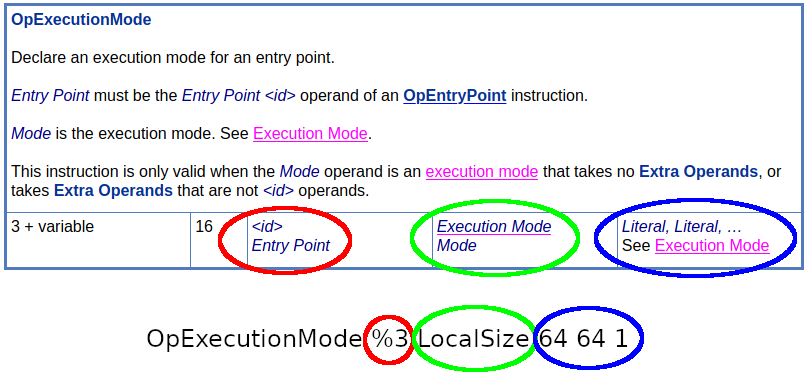 OpExecutionMode
Declare an execution mode for an entry point.
Entry Point must be the Entry Point <id> operand of an OpEntryPoint instruction.
Mode is the execution mode. See Execution Mode.
This instruction is only valid when the Mode operand is an execution mode that takes no Extra Operands, or
takes Extra Operands that are not <id> operands.
3 + variable 16 <id> Execution Mode Literal, Literal, …
Entry Point Mode See Execution Mode
OpExecutionMode %3 LocalSize 64 64 1